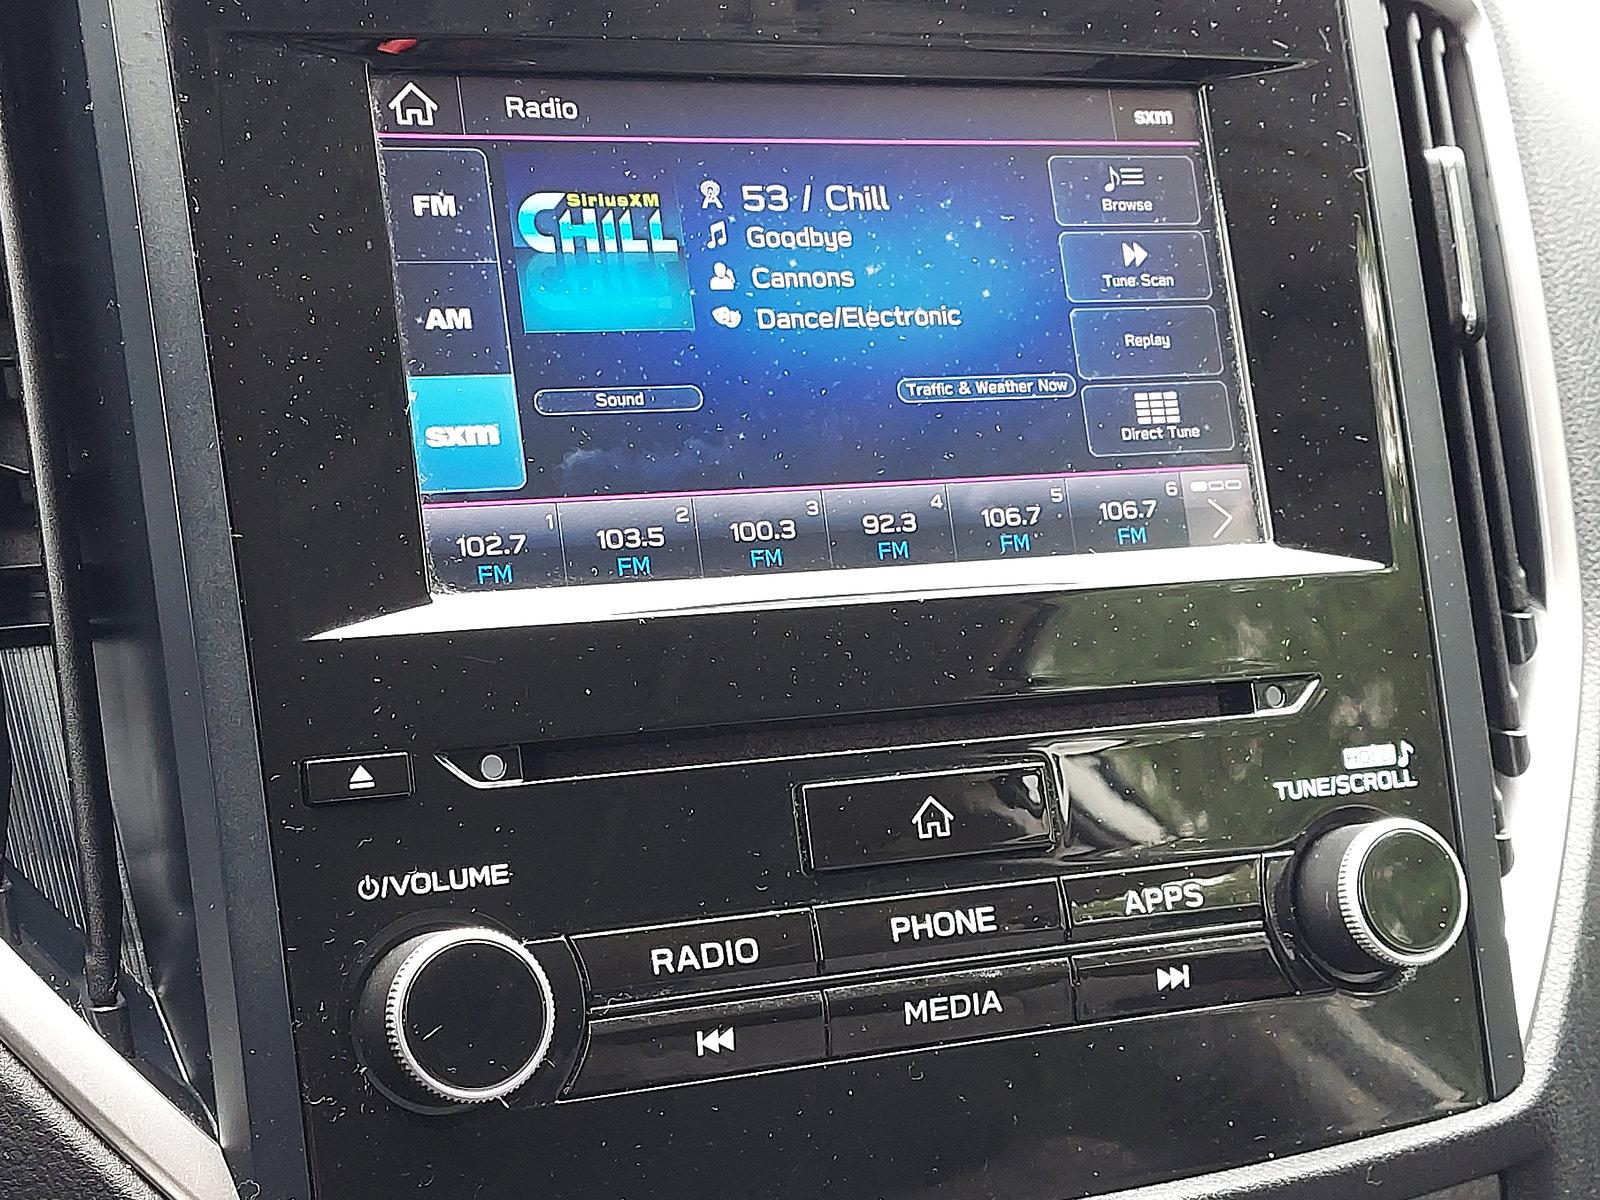 Radio
sxm
FM
AM
sxm
SiriusXM
CHILL
53 / Chill
Goodbye
Cannons
Dance/Electronic
Sound
Traffic & Weather Now
Browse
Tune Scan
Replay
Direct Tune
1 2 3 4 5 6
102.7 103.5 100.3 92.3 106.7 106.7
FM FM FM FM FM FM
TUNE/SCROLL
/VOLUME
RADIO PHONE APPS
MEDIA